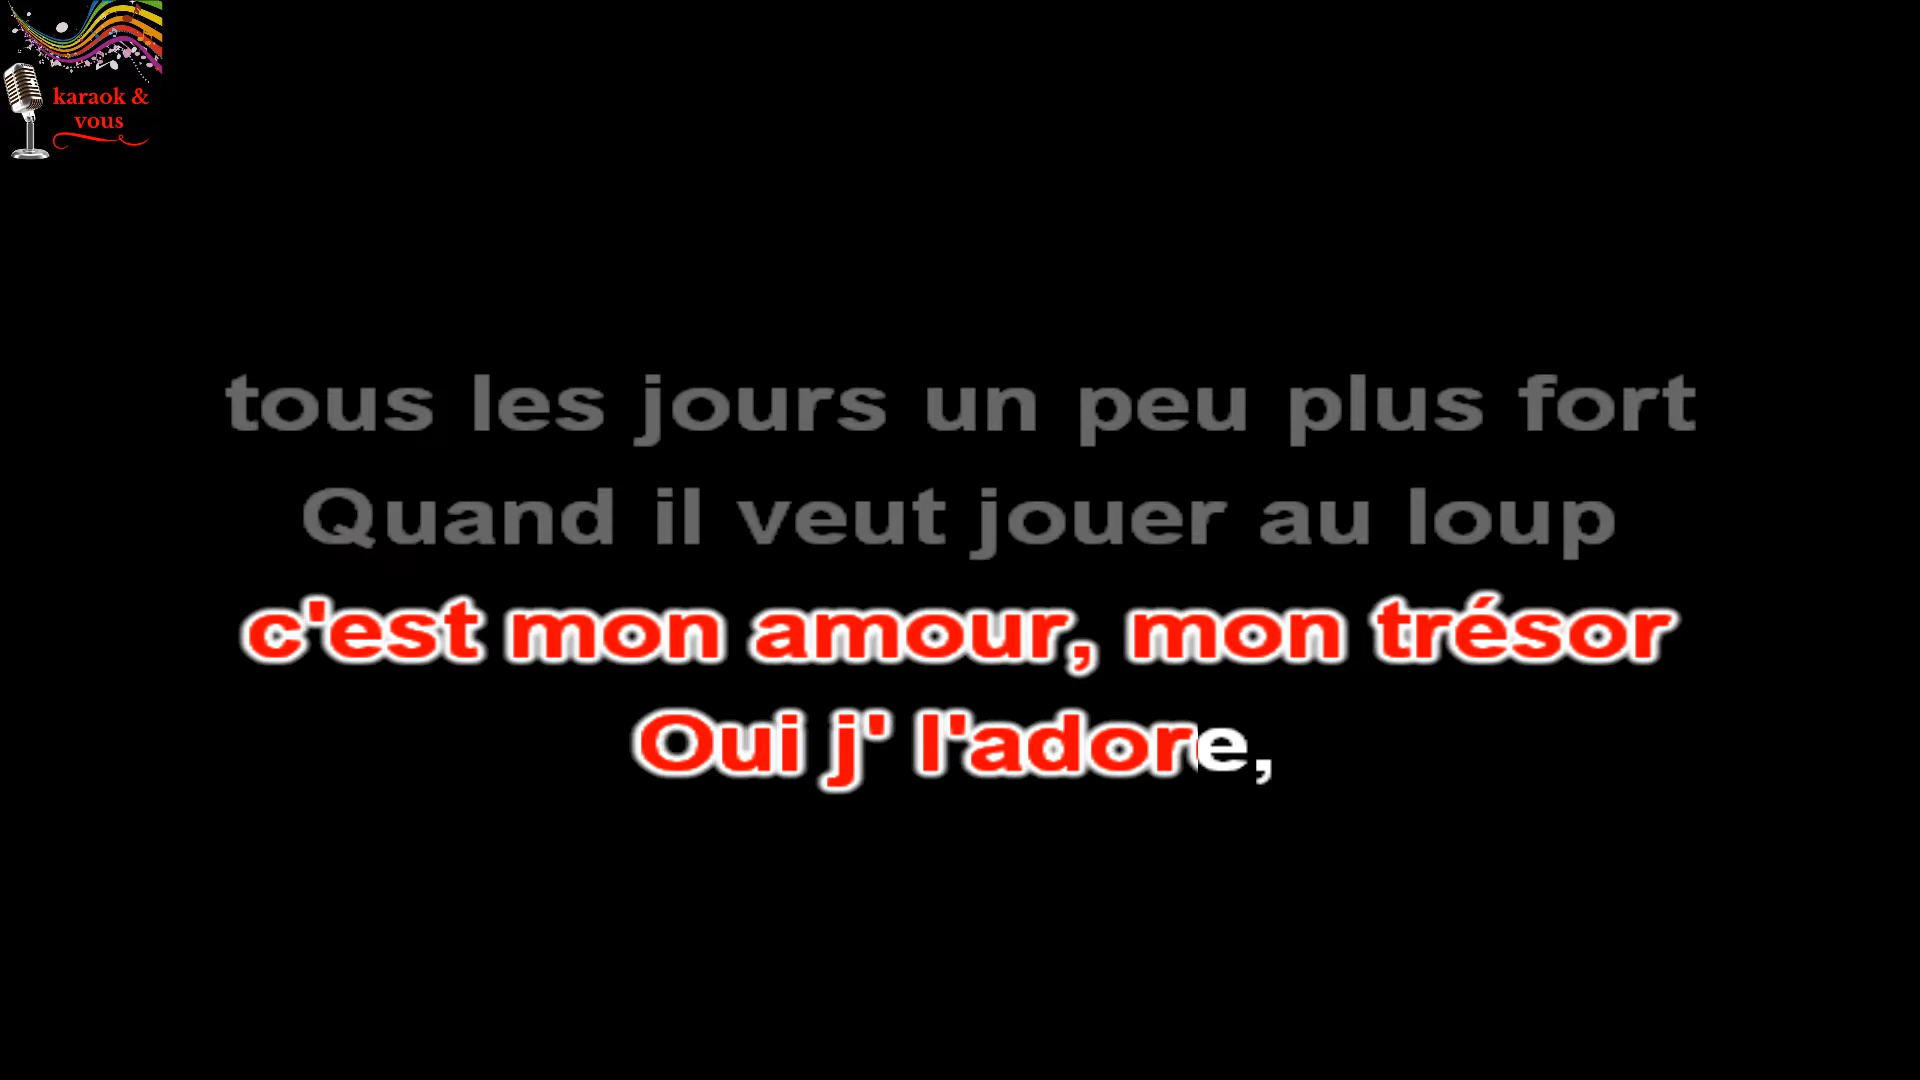 karaok &
vous
tous les jours un peu plus fort
Quand il veut jouer au loup
c'est mon amour, mon trésor
Oui j' l'adore,